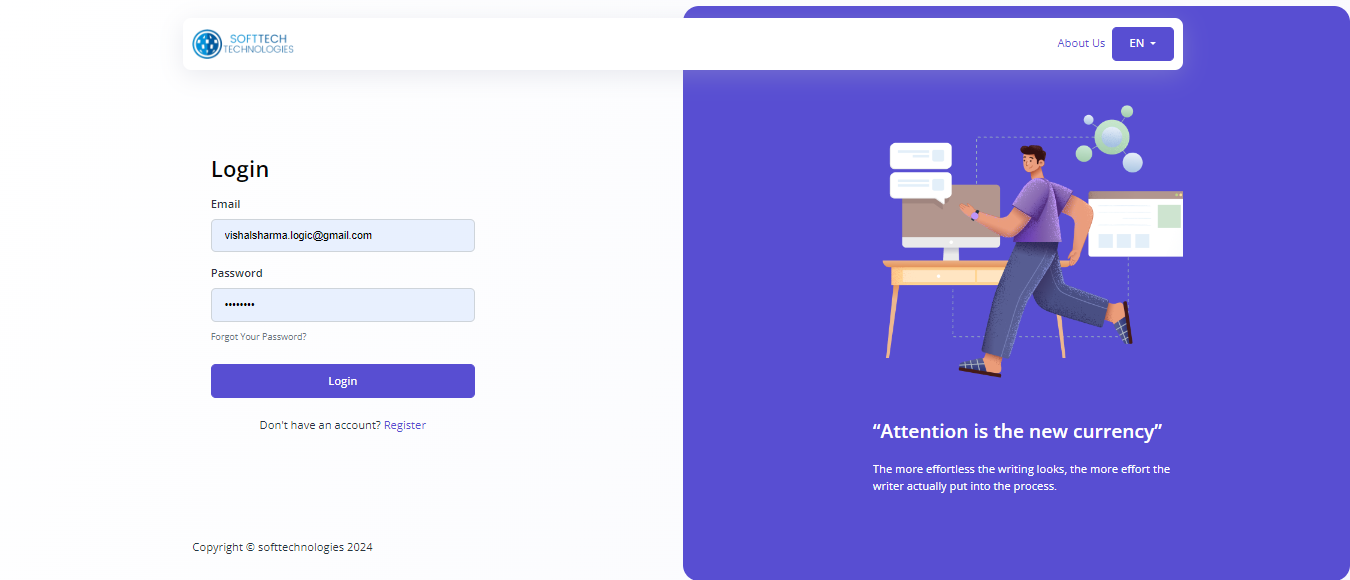 SOFTTECH
TECHNOLOGIES
About Us
EN
Login
Email
vishalsharma.logic@gmail.com
Password
••••••••
Forgot Your Password?
Login
Don't have an account? Register
Copyright © softtechnologies 2024
“Attention is the new currency”
The more effortless the writing looks, the more effort the
writer actually put into the process.